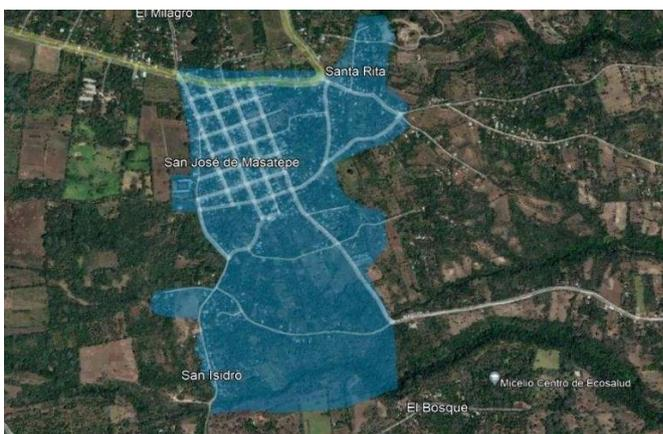 El Milagro
Santa Rita
San José de Masatepe
San Isidro
Micelio Centro de Ecosalud
El Bosque